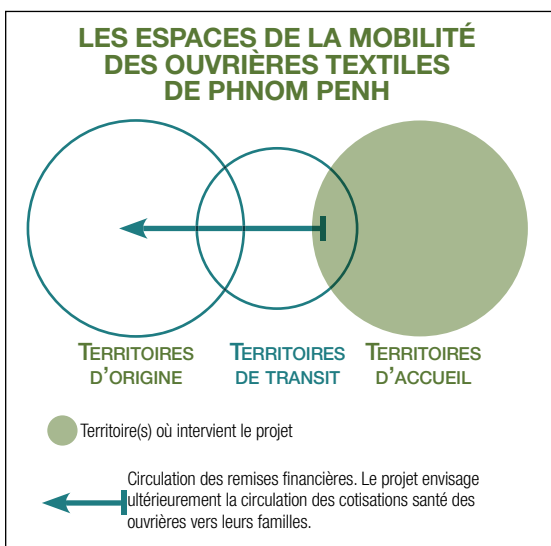 LES ESPACES DE LA MOBILITÉ
DES OUVRIÈRES TEXTILES
DE PHNOM PENH
TERRITOIRES
D'ORIGINE
TERRITOIRES
DE TRANSIT
TERRITOIRES
D'ACCUEIL
Territoire(s) où intervient le projet
Circulation des remises financières. Le projet envisage
ultérieurement la circulation des cotisations santé des
ouvrières vers leurs familles.